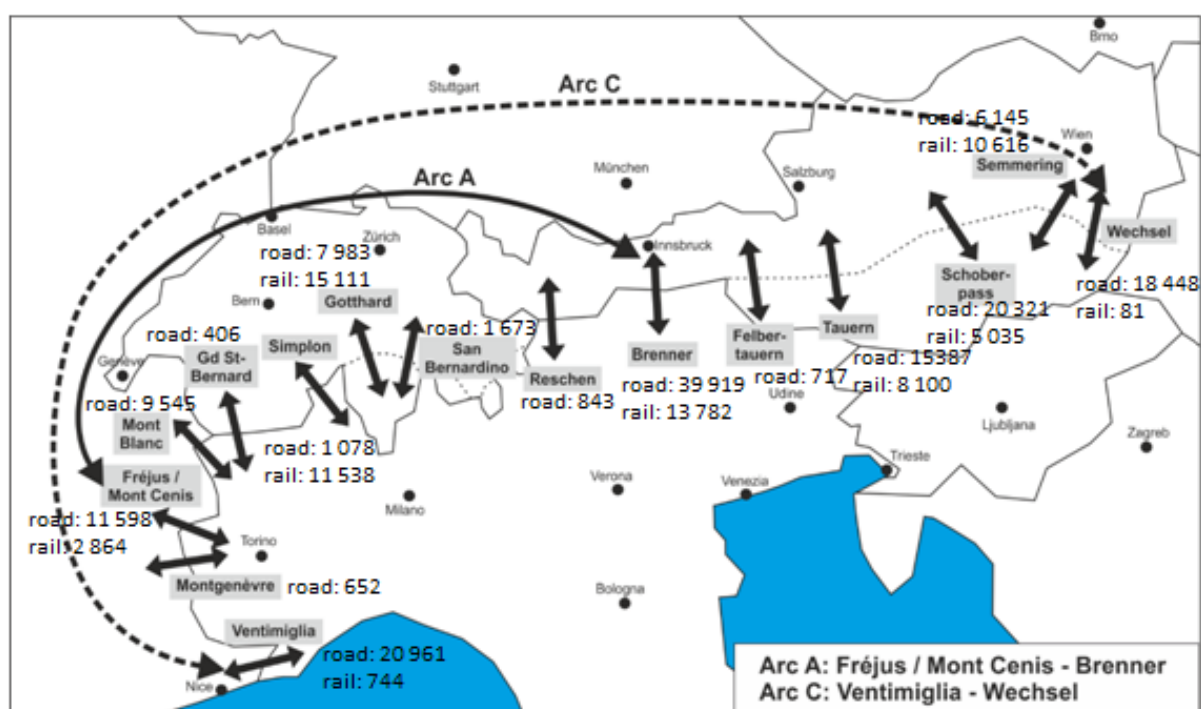 Brno
Stuttgart
Arc C
road: 6 145
rail: 10 616
Wien
Semmering
München
Salzburg
Arc A
Basel
Zürich
Innsbruck
Wechsel
road: 7 983
rail: 15 111
Gotthard
Bern
Schober-
pass
road: 18 448
rail: 81
road: 20 321
rail: 5 035
road: 406
Gd St-
Bernard
Simplon
road: 1 673
San
Bernardino
Reschen
road: 843
Brenner
road: 39 919
rail: 13 782
Felber-
tauern
road: 717
Tauern
road: 15387
rail: 8 100
Genève
road: 9 545
Mont
Blanc
road: 1 078
rail: 11 538
Udine
Ljubljana
Zagreb
Fréjus /
Mont Cenis
road: 11 598
rail: 2 864
Milano
Verona
Venezia
Trieste
Torino
Montgenèvre
road: 652
Bologna
Ventimiglia
road: 20 961
rail: 744
Nice
Arc A: Fréjus / Mont Cenis - Brenner
Arc C: Ventimiglia - Wechsel